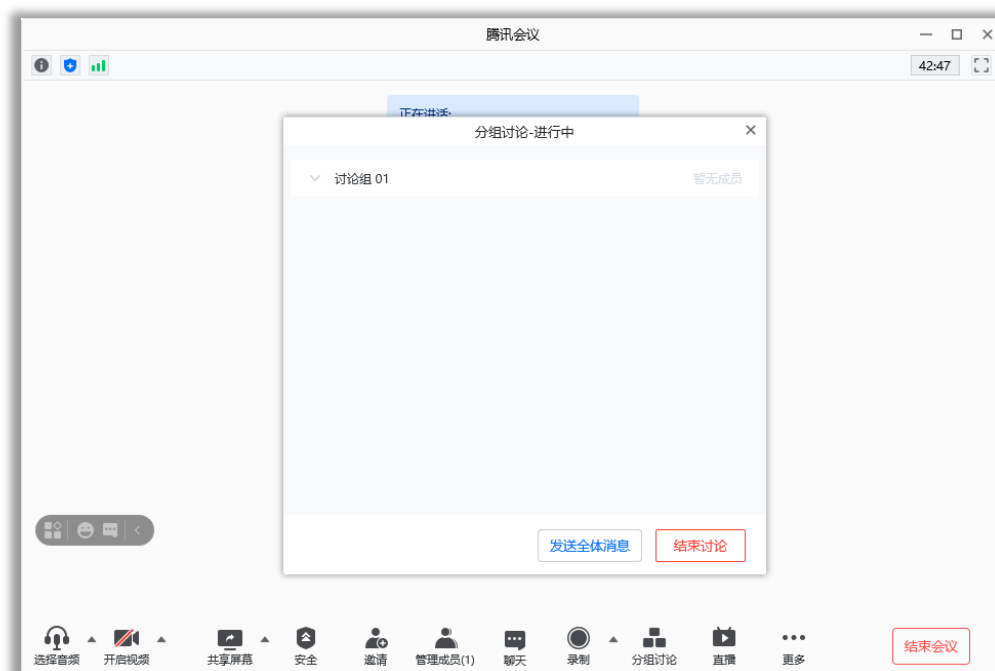 腾讯会议
42:47
正在讲话:
分组讨论-进行中
讨论组 01 暂无成员
发送全体消息 结束讨论
选择音频 开启视频 共享屏幕 安全 邀请 管理成员(1) 聊天 录制 分组讨论 直播 更多 结束会议